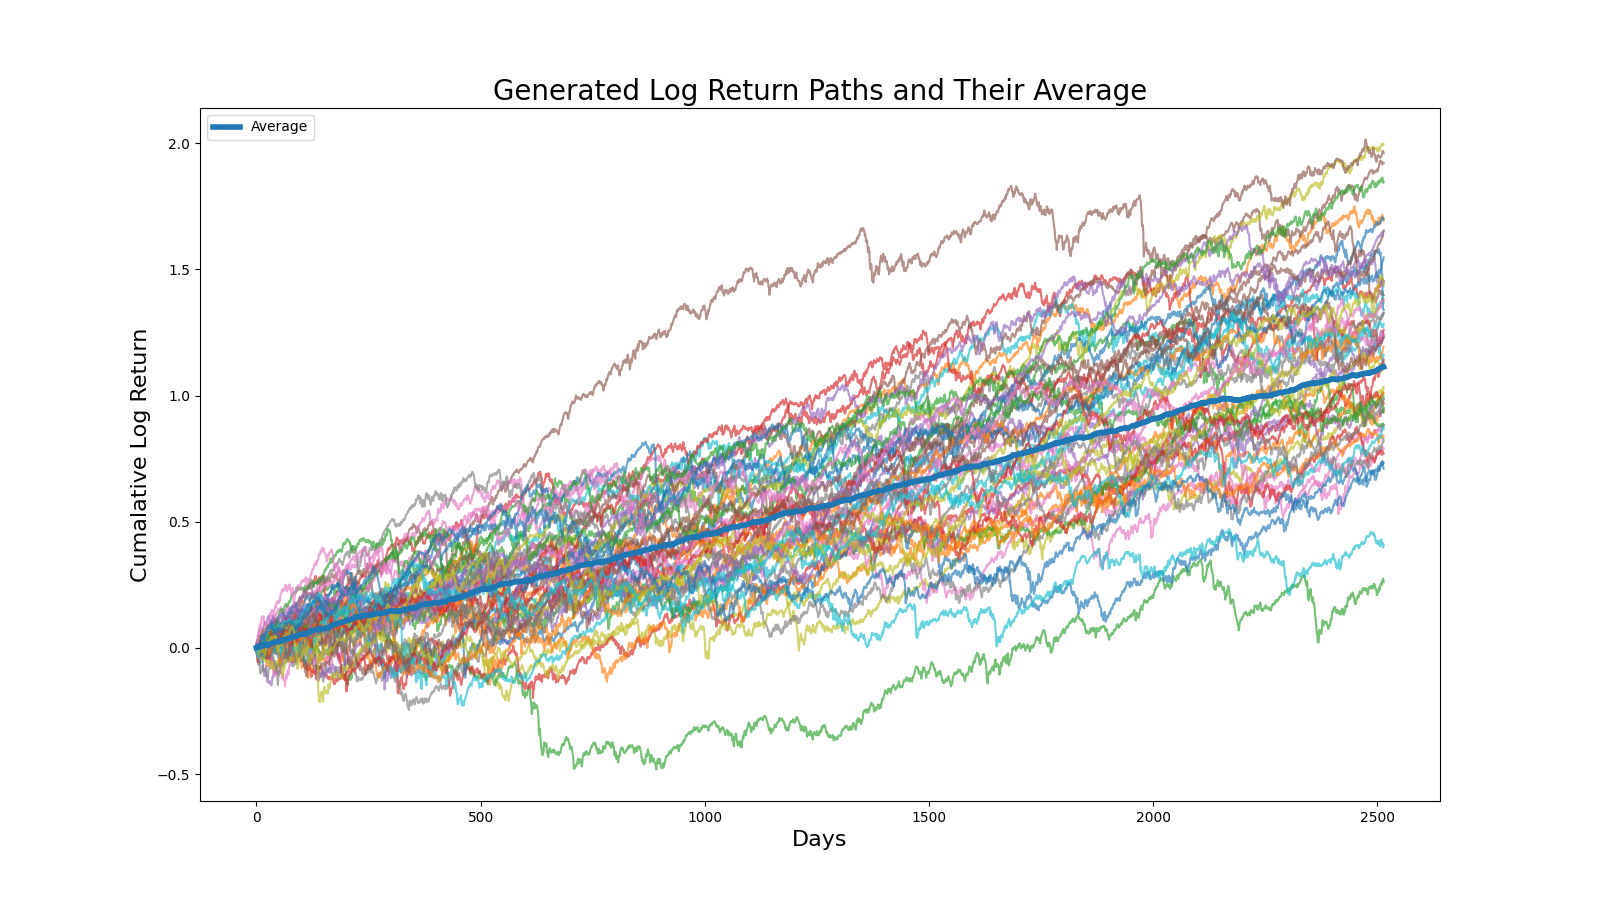 Generated Log Return Paths and Their Average
Average
2.0
1.5
1.0
0.5
0.0
−0.5
Cumalative Log Return
0 500 1000 1500 2000 2500
Days